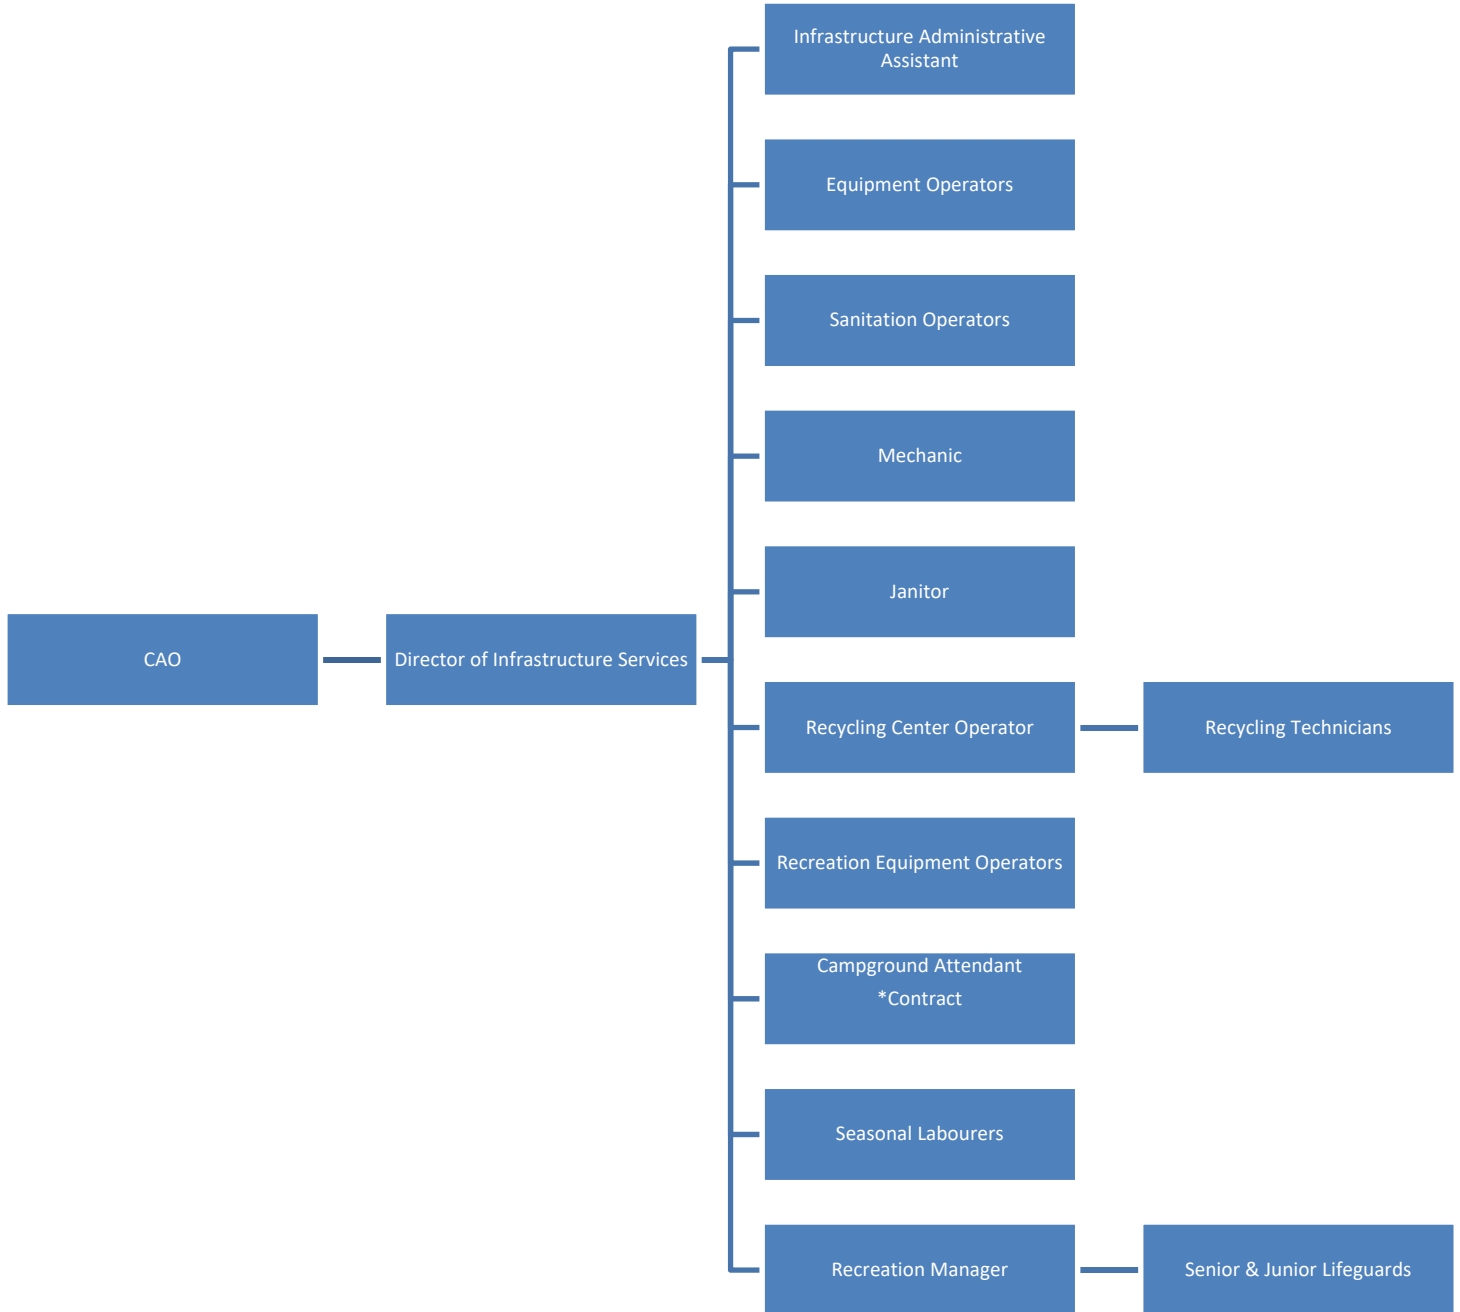 Infrastructure Administrative
Assistant
Equipment Operators
Sanitation Operators
Mechanic
Janitor
CAO
Director of Infrastructure Services
Recycling Center Operator
Recycling Technicians
Recreation Equipment Operators
Campground Attendant
*Contract
Seasonal Labourers
Recreation Manager
Senior & Junior Lifeguards